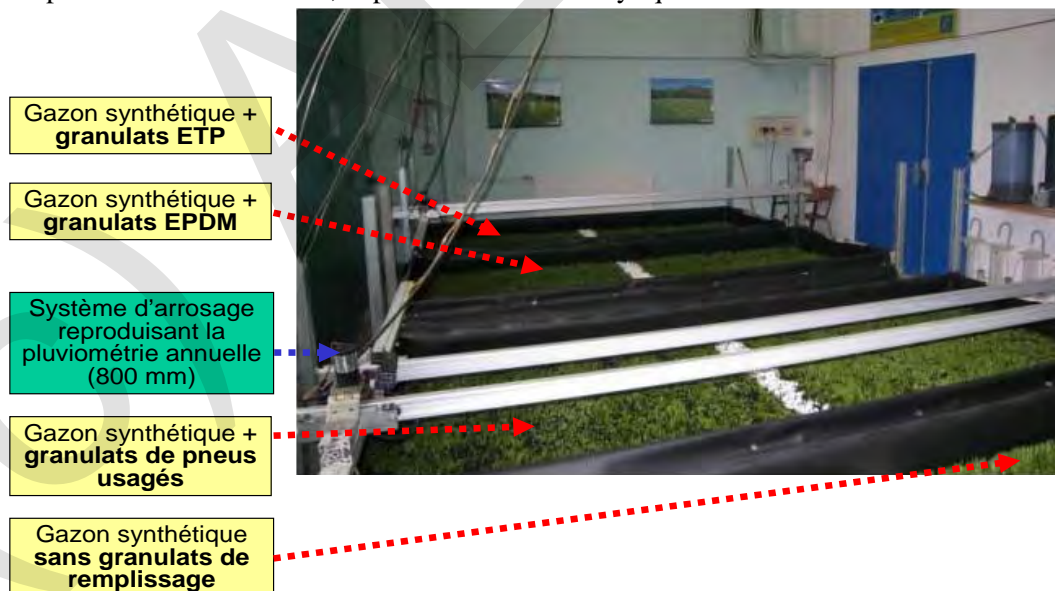 Gazon synthétique +
granulats ETP
Gazon synthétique +
granulats EPDM
Système d'arrosage
reproduisant la
pluviométrie annuelle
(800 mm)
Gazon synthétique +
granulats de pneus
usagés
Gazon synthétique
sans granulats de
remplissage